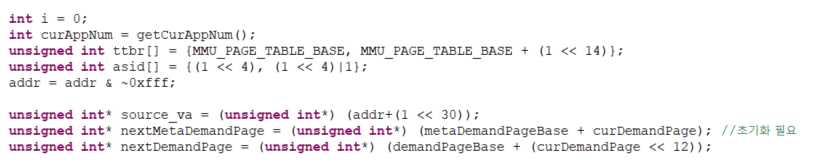 int i = 0;
int curAppNum = getCurAppNum();
unsigned int ttbr[] = {MMU_PAGE_TABLE_BASE, MMU_PAGE_TABLE_BASE + (1 << 14)};
unsigned int asid[] = {(1 << 4), (1 << 4)|1};
addr = addr & ~0xfff;
unsigned int* source_va = (unsigned int*) (addr+(1 << 30));
unsigned int* nextMetaDemandPage = (unsigned int*) (metaDemandPageBase + curDemandPage); //초기화 필요
unsigned int* nextDemandPage = (unsigned int*) (demandPageBase + (curDemandPage << 12));